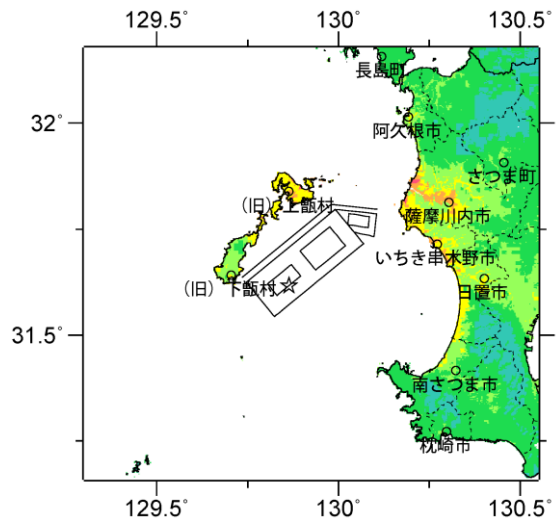 129.5° 130° 130.5°
長島町
32°
阿久根市
さつま町
(旧)上甑村
薩摩川内市
いちき串木野市
(旧)下甑村
日置市
31.5°
南さつま市
枕崎市
129.5° 130° 130.5°